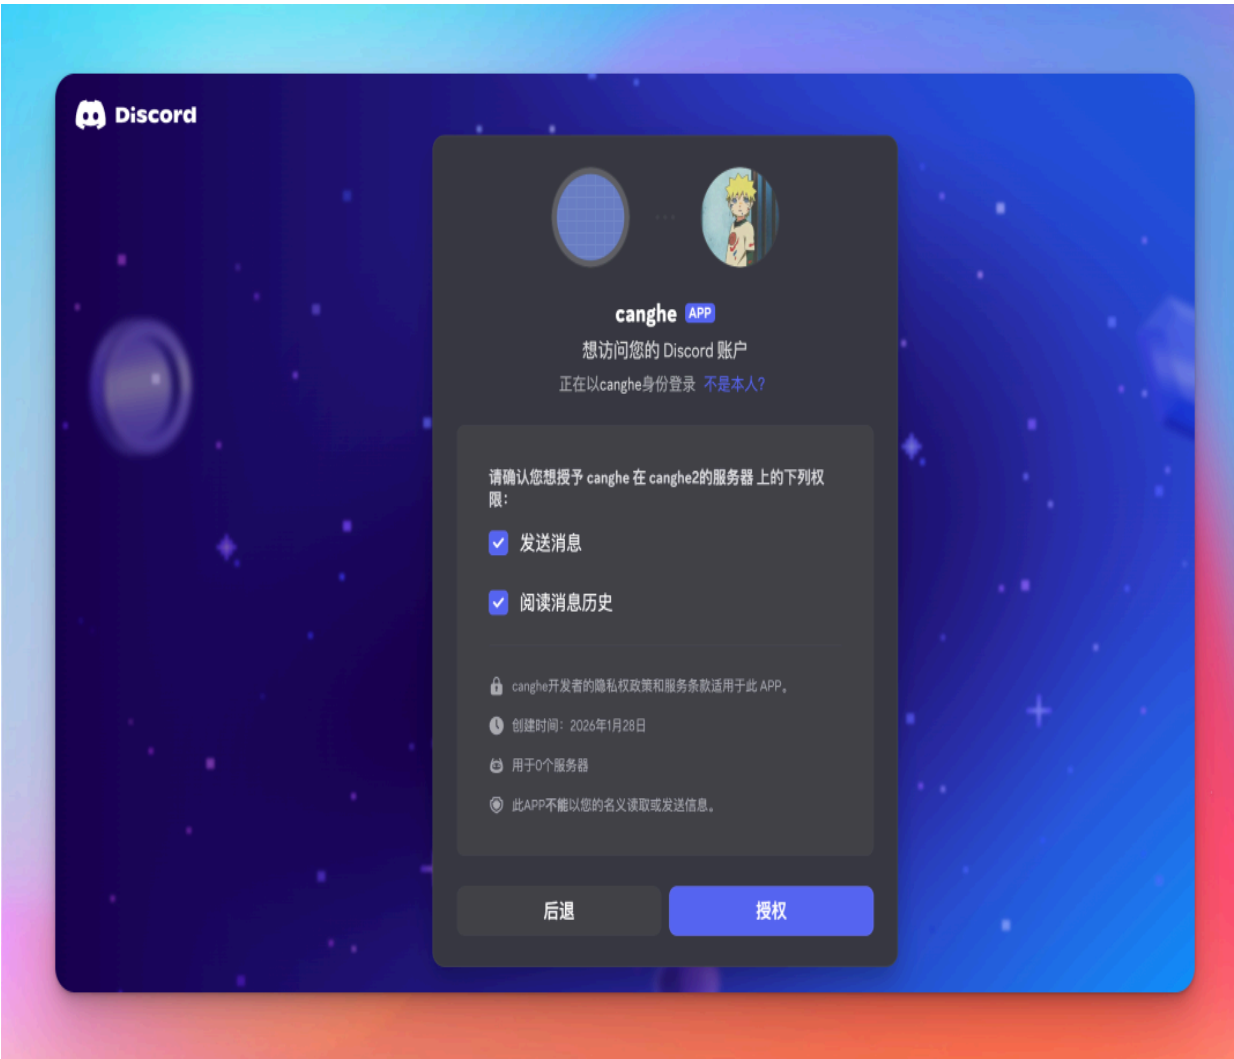 Discord
canghe APP
想访问您的 Discord 账户
正在以canghe身份登录 不是本人?
请确认您想授予 canghe 在 canghe2的服务器 上的下列权
限：
发送消息
阅读消息历史
canghe开发者的隐私权政策和服务条款适用于此 APP。
创建时间：2026年1月28日
用于0个服务器
此APP不能以您的名义读取或发送信息。
后退
授权